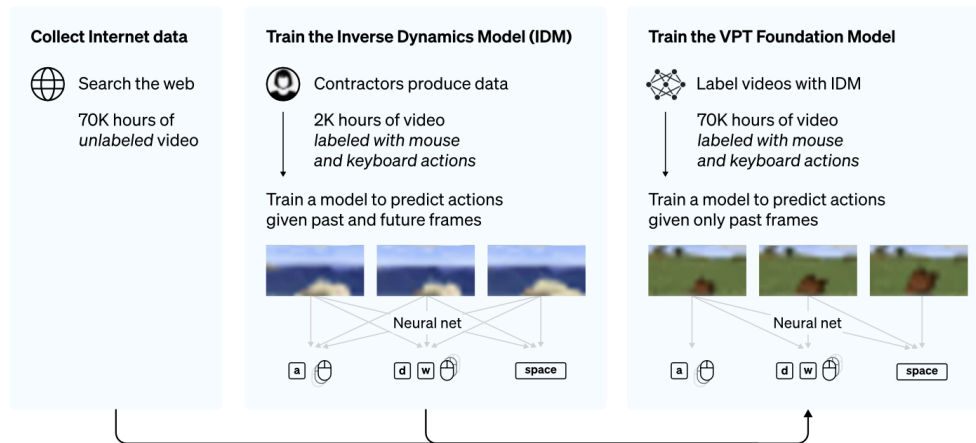 Collect Internet data
Search the web
70K hours of
unlabeled video
Train the Inverse Dynamics Model (IDM)
Contractors produce data
2K hours of video
labeled with mouse
and keyboard actions
Train a model to predict actions
given past and future frames
Neural net
a
d w
space
Train the VPT Foundation Model
Label videos with IDM
70K hours of video
labeled with mouse
and keyboard actions
Train a model to predict actions
given only past frames
Neural net
a
d w
space